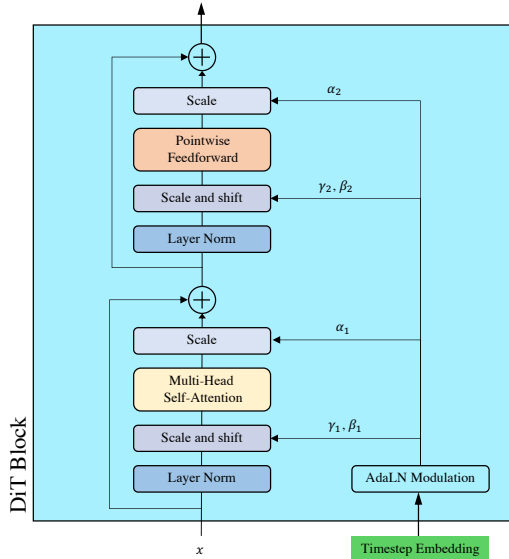 Scale
α₂
Pointwise
Feedforward
Scale and shift
γ₂, β₂
Layer Norm
Scale
α₁
Multi-Head
Self-Attention
Scale and shift
γ₁, β₁
Layer Norm
AdaLN Modulation
DiT Block
x
Timestep Embedding